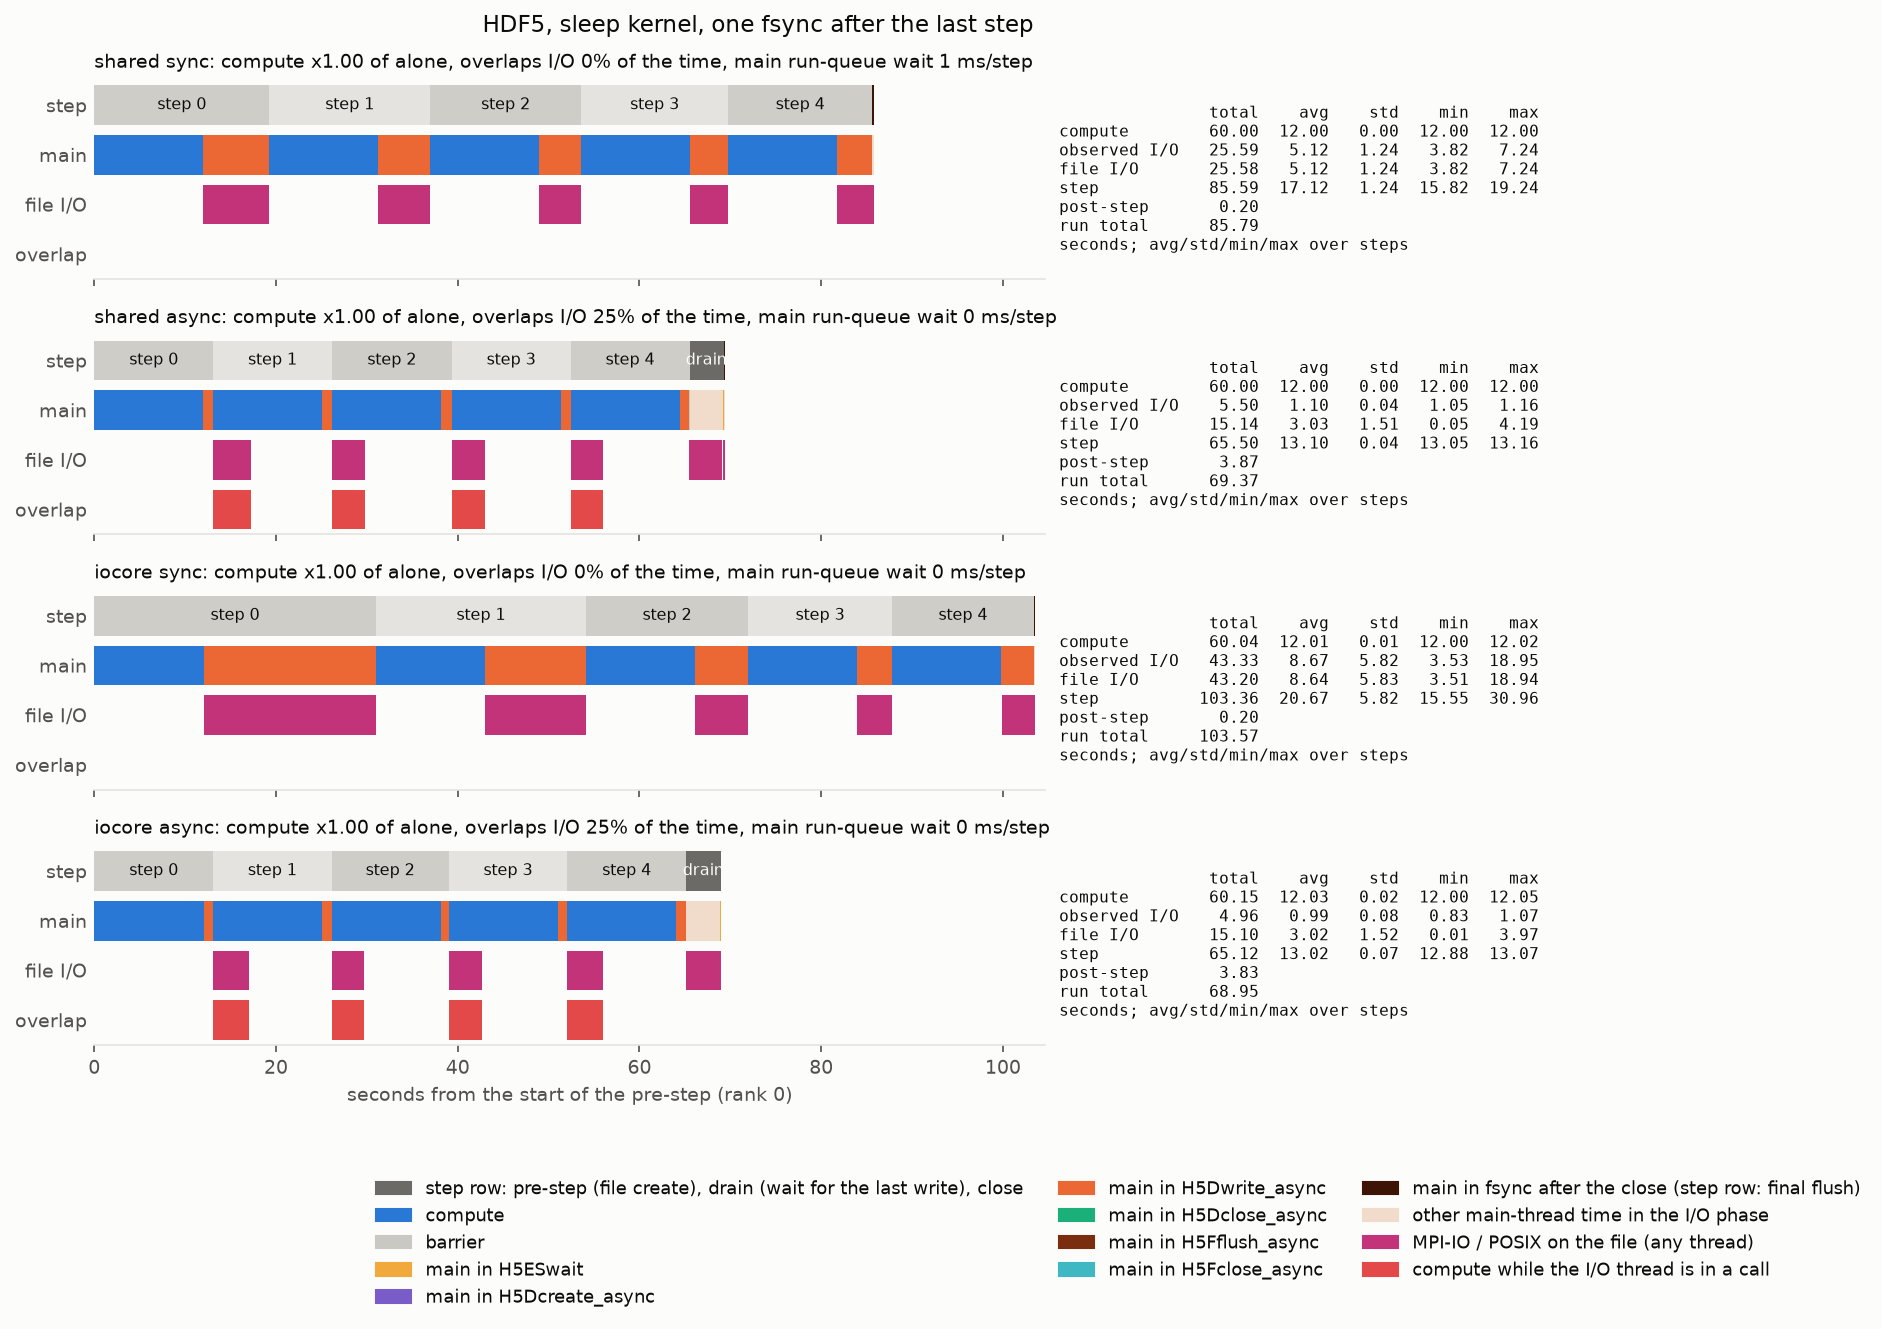 HDF5, sleep kernel, one fsync after the last step
shared sync: compute x1.00 of alone, overlaps I/O 0% of the time, main run-queue wait 1 ms/step
step
step 0 step 1 step 2 step 3 step 4
main
file I/O
overlap
total avg std min max
compute 60.00 12.00 0.00 12.00 12.00
observed I/O 25.59 5.12 1.24 3.82 7.24
file I/O 25.58 5.12 1.24 3.82 7.24
step 85.59 17.12 1.24 15.82 19.24
post-step 0.20
run total 85.79
seconds; avg/std/min/max over steps
shared async: compute x1.00 of alone, overlaps I/O 25% of the time, main run-queue wait 0 ms/step
step
step 0 step 1 step 2 step 3 step 4 drain
main
file I/O
overlap
total avg std min max
compute 60.00 12.00 0.00 12.00 12.00
observed I/O 5.50 1.10 0.04 1.05 1.16
file I/O 15.14 3.03 1.51 0.05 4.19
step 65.50 13.10 0.04 13.05 13.16
post-step 3.87
run total 69.37
seconds; avg/std/min/max over steps
iocore sync: compute x1.00 of alone, overlaps I/O 0% of the time, main run-queue wait 0 ms/step
step
step 0 step 1 step 2 step 3 step 4
main
file I/O
overlap
total avg std min max
compute 60.04 12.01 0.01 12.00 12.02
observed I/O 43.33 8.67 5.82 3.53 18.95
file I/O 43.20 8.64 5.83 3.51 18.94
step 103.36 20.67 5.82 15.55 30.96
post-step 0.20
run total 103.57
seconds; avg/std/min/max over steps
iocore async: compute x1.00 of alone, overlaps I/O 25% of the time, main run-queue wait 0 ms/step
step
step 0 step 1 step 2 step 3 step 4 drain
main
file I/O
overlap
total avg std min max
compute 60.15 12.03 0.02 12.00 12.05
observed I/O 4.96 0.99 0.08 0.83 1.07
file I/O 15.10 3.02 1.52 0.01 3.97
step 65.12 13.02 0.07 12.88 13.07
post-step 3.83
run total 68.95
seconds; avg/std/min/max over steps
0 20 40 60 80 100
seconds from the start of the pre-step (rank 0)
step row: pre-step (file create), drain (wait for the last write), close
compute
barrier
main in H5ESwait
main in H5Dcreate_async
main in H5Dwrite_async
main in H5Dclose_async
main in H5Fflush_async
main in H5Fclose_async
main in fsync after the close (step row: final flush)
other main-thread time in the I/O phase
MPI-IO / POSIX on the file (any thread)
compute while the I/O thread is in a call